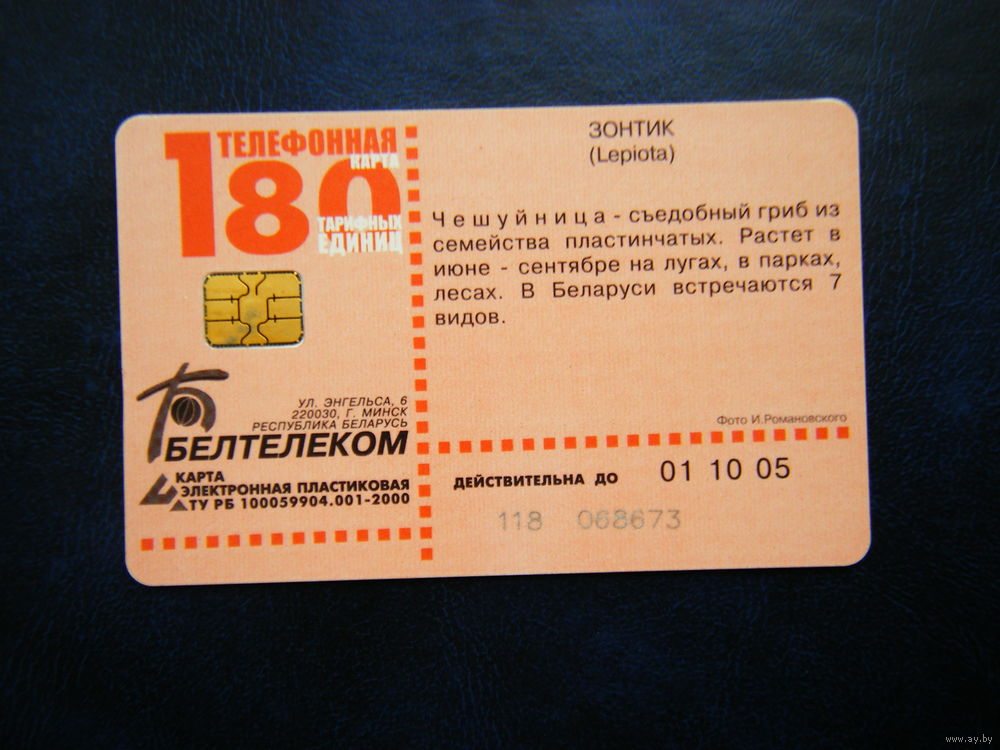 ТЕЛЕФОННАЯ
КАРТА
180
ТАРИФНЫХ
ЕДИНИЦ
УЛ. ЭНГЕЛЬСА, 6
220030, Г. МИНСК
РЕСПУБЛИКА БЕЛАРУСЬ
БЕЛТЕЛЕКОМ
КАРТА
ЭЛЕКТРОННАЯ ПЛАСТИКОВАЯ
ТУ РБ 100059904.001-2000
ЗОНТИК
(Lepiota)
Чешуйница - съедобный гриб из
семейства пластинчатых. Растет в
июне - сентябре на лугах, в парках,
лесах. В Беларуси встречаются 7
видов.
Фото И.Романовского
ДЕЙСТВИТЕЛЬНА ДО 01 10 05
118 068673
www.ay.by